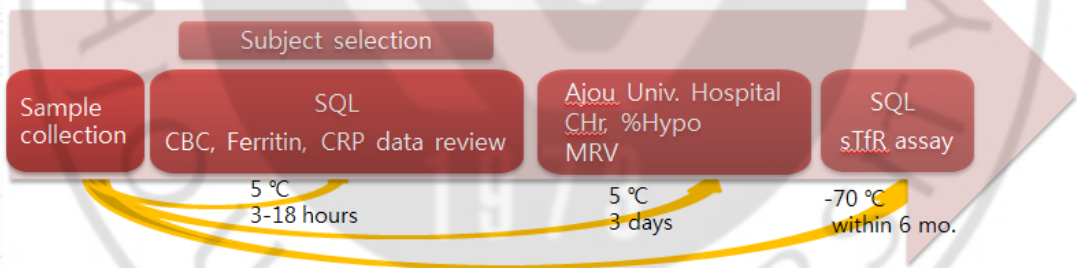 Subject selection
Sample
collection
SQL
CBC, Ferritin, CRP data review
Ajou Univ. Hospital
CHr, %Hypo
MRV
SQL
sTfR assay
5 ℃
3-18 hours
5 ℃
3 days
-70 ℃
within 6 mo.
1973